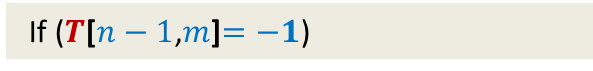 If (T[n − 1,m]= −1)